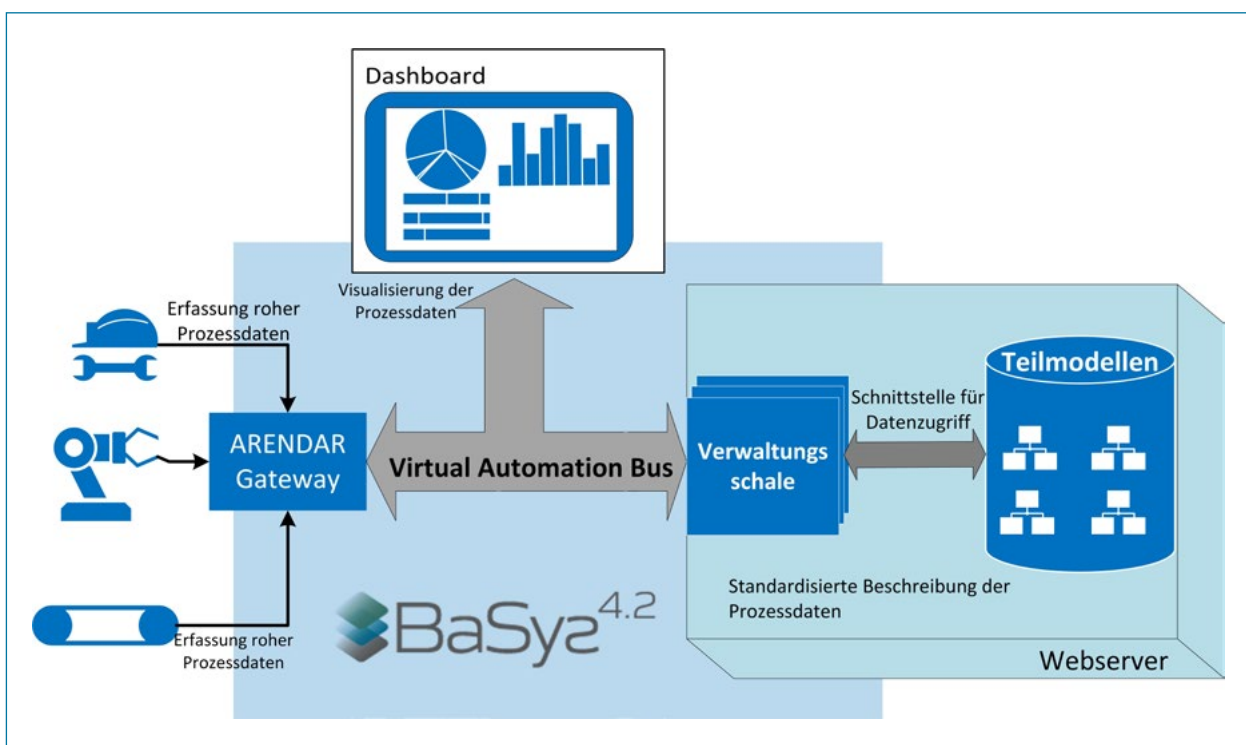 Dashboard
Visualisierung der
Prozessdaten
Erfassung roher
Prozessdaten
ARENDAR
Gateway
Virtual Automation Bus
Verwaltungs
schale
Schnittstelle für
Datenzugriff
Teilmodellen
Erfassung roher
Prozessdaten
BaSys 4.2
Standardisierte Beschreibung der
Prozessdaten
Webserver